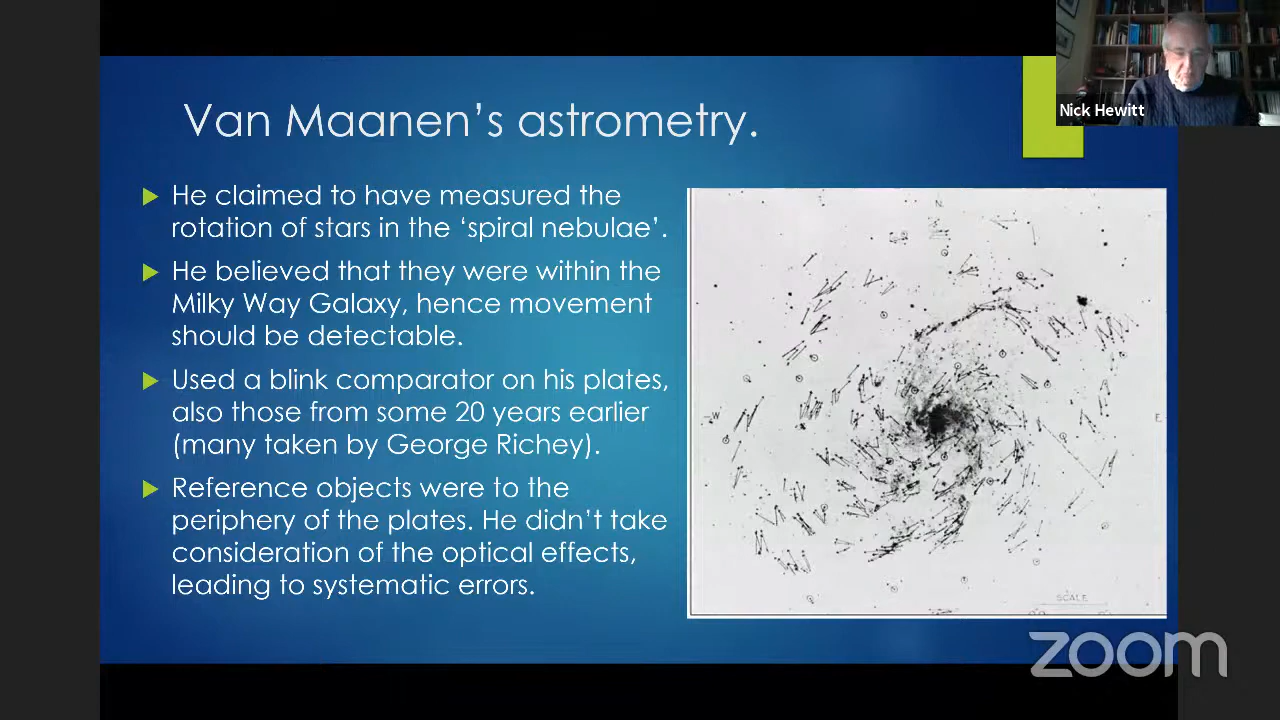 Nick Hewitt
Van Maanen's astrometry.
He claimed to have measured the
rotation of stars in the ‘spiral nebulae’.
He believed that they were within the
Milky Way Galaxy, hence movement
should be detectable.
Used a blink comparator on his plates,
also those from some 20 years earlier
(many taken by George Richey).
Reference objects were to the
periphery of the plates. He didn't take
consideration of the optical effects,
leading to systematic errors.
N
W
E
SCALE
zoom